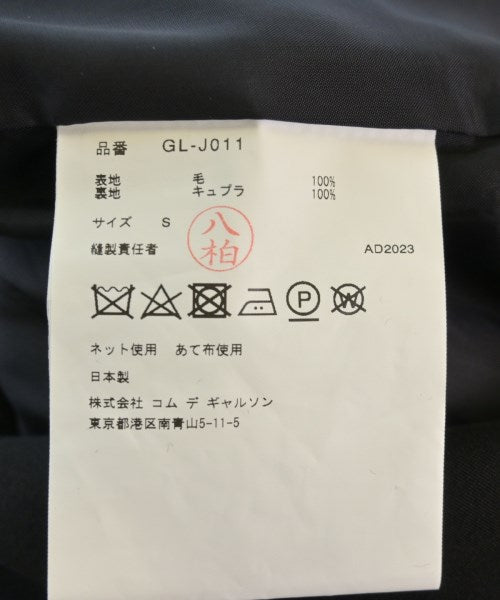 品番 GL-J011
表地 毛 100%
裏地 キュプラ 100%
サイズ S
八柏
縫製責任者 AD2023
P W
ネット使用 あて布使用
日本製
株式会社 コム デ ギャルソン
東京都港区南青山5-11-5